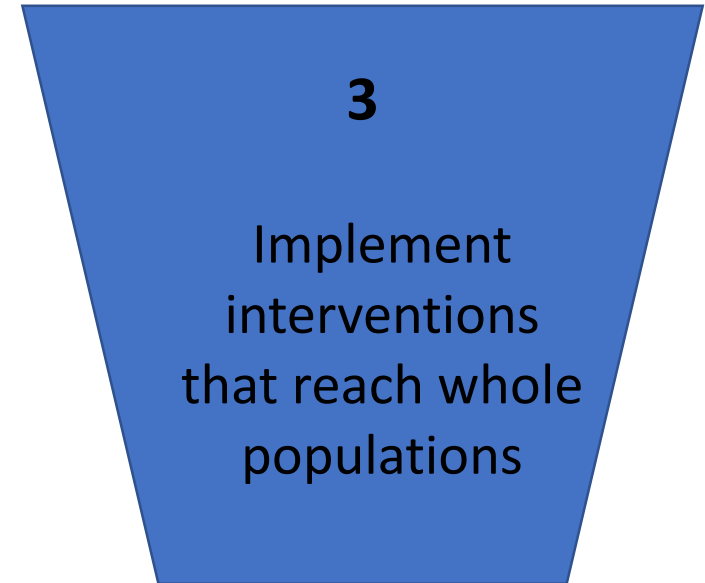 3
Implement
interventions
that reach whole
populations